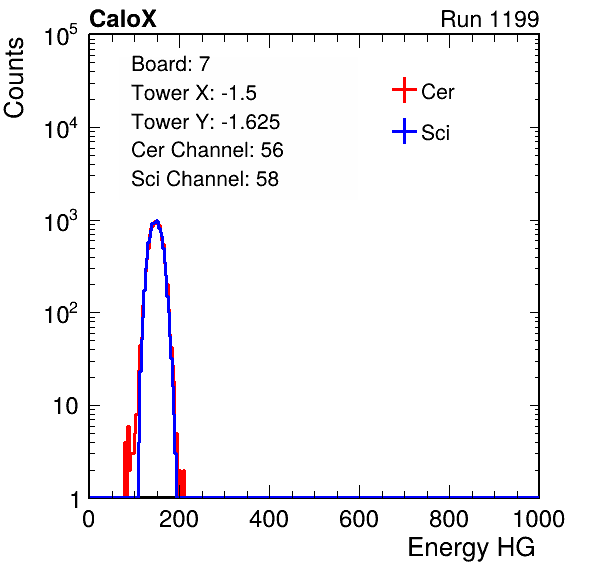 CaloX Run 1199
Counts
10^5
10^4
10^3
10^2
10
1
Board: 7
Tower X: -1.5
Tower Y: -1.625
Cer Channel: 56
Sci Channel: 58
Cer
Sci
0 200 400 600 800 1000
Energy HG